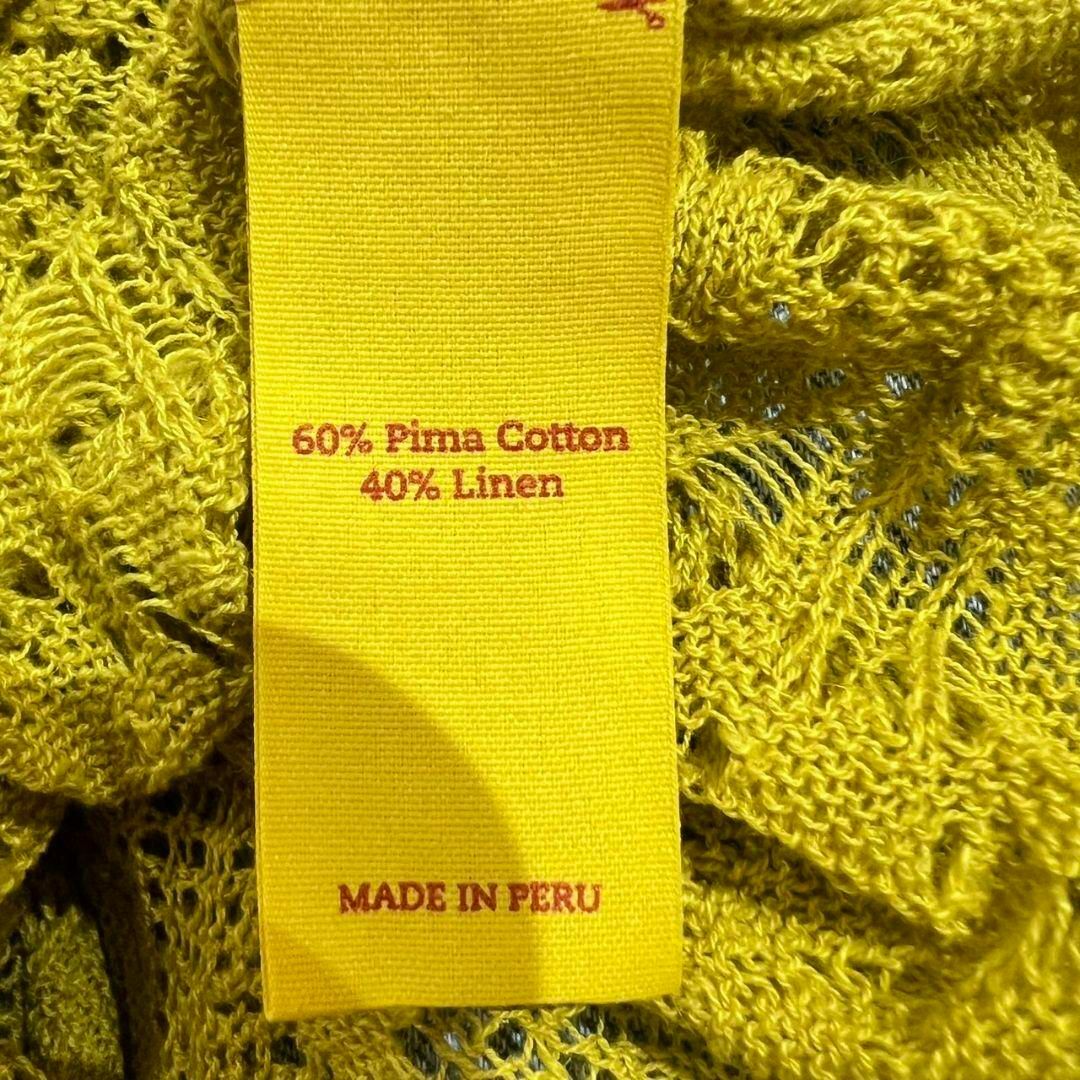 60% Pima Cotton
40% Linen
MADE IN PERU